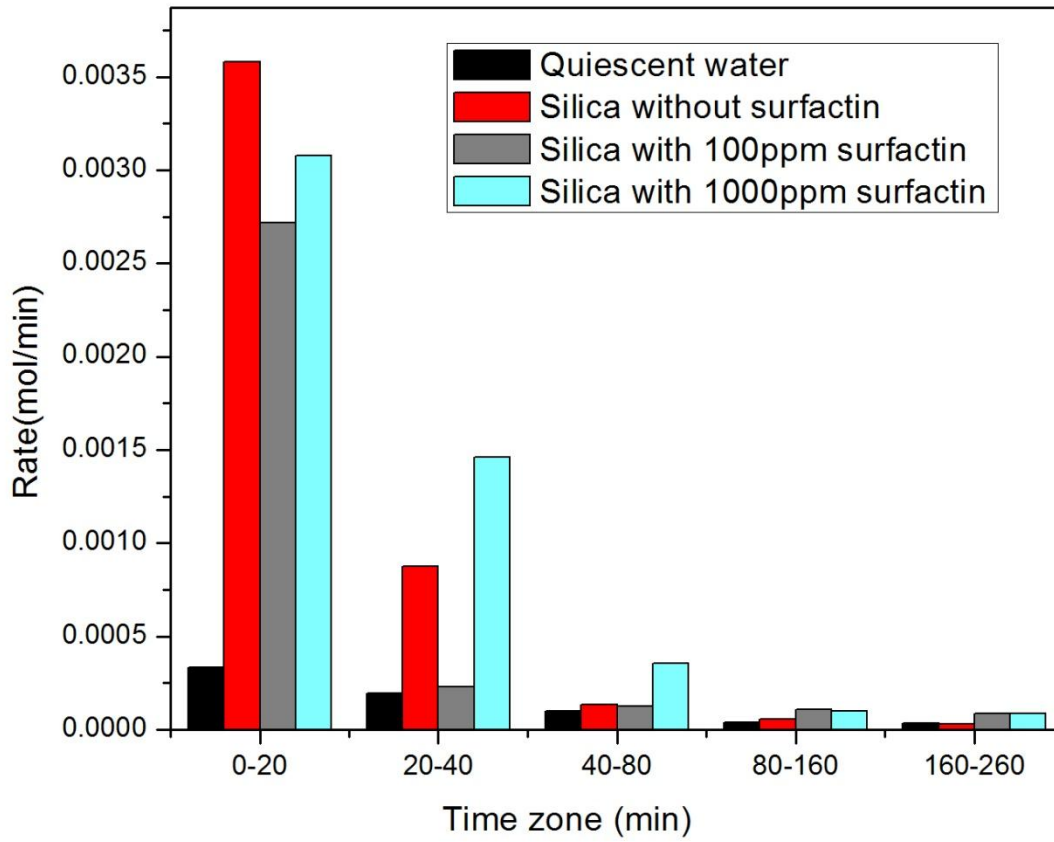 Quiescent water
Silica without surfactin
Silica with 100ppm surfactin
Silica with 1000ppm surfactin
Rate(mol/min)
0.0035
0.0030
0.0025
0.0020
0.0015
0.0010
0.0005
0.0000
0-20 20-40 40-80 80-160 160-260
Time zone (min)